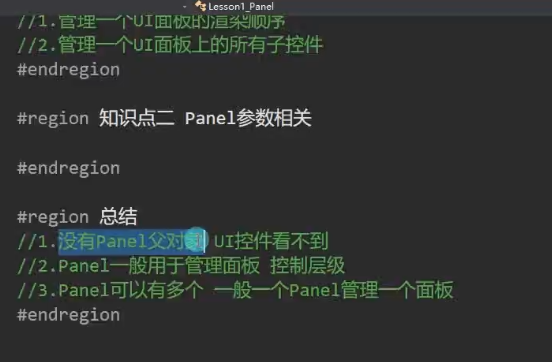 Lesson1_Panel
//1.管理一个UI面板的渲染顺序
//2.管理一个UI面板上的所有子控件
#endregion
#region 知识点二 Panel参数相关
#endregion
#region 总结
//1.没有Panel父对象 UI控件看不到
//2.Panel一般用于管理面板 控制层级
//3.Panel可以有多个 一般一个Panel管理一个面板
#endregion